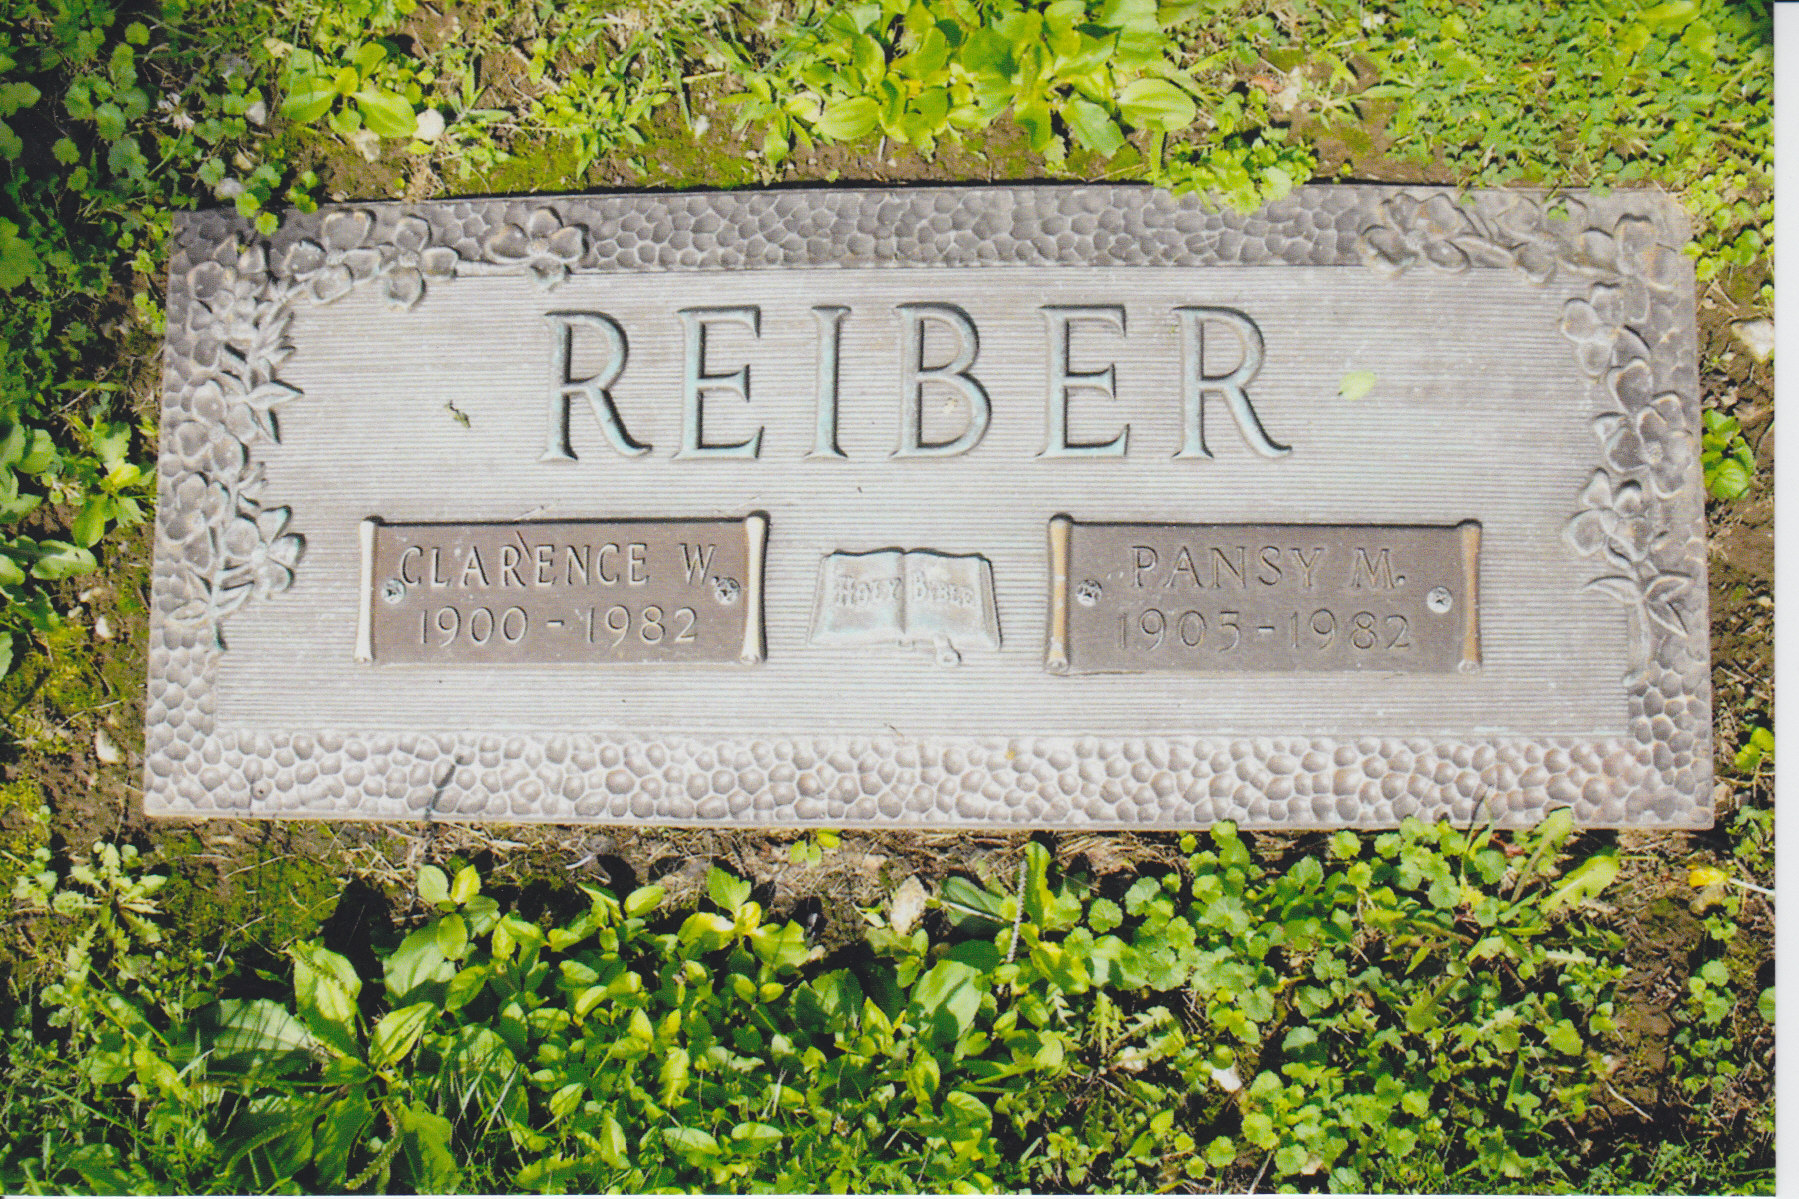 REIBER
CLARENCE W.
1900 - 1982
HOLY BIBLE
PANSY M.
1905 - 1982